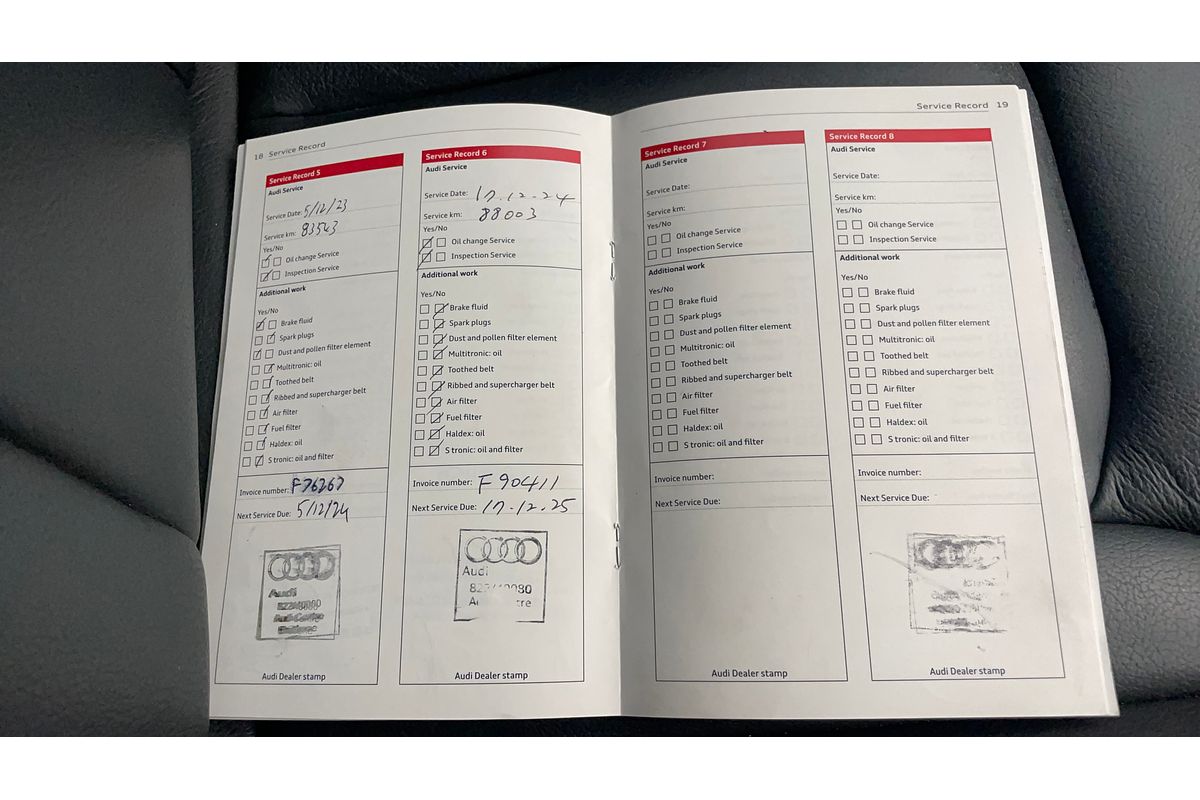 18 Service Record
Service Record 5
Audi Service
Service Date: 5/12/23
Service km: 83543
Yes/No
Oil change Service
Inspection Service
Additional work
Yes/No
Brake fluid
Spark plugs
Dust and pollen filter element
Multitronic: oil
Toothed belt
Ribbed and supercharger belt
Air filter
Fuel filter
Haldex: oil
S tronic: oil and filter
Invoice number: F76267
Next Service Due: 5/12/24
Audi
Audi Dealer stamp
Service Record 6
Audi Service
Service Date: 17.12.24
Service km: 88003
Yes/No
Oil change Service
Inspection Service
Additional work
Yes/No
Brake fluid
Spark plugs
Dust and pollen filter element
Multitronic: oil
Toothed belt
Ribbed and supercharger belt
Air filter
Fuel filter
Haldex: oil
S tronic: oil and filter
Invoice number: F90411
Next Service Due: 17.12.25
Audi
Audi Dealer stamp
Service Record 19
Service Record 7
Audi Service
Service Date:
Service km:
Yes/No
Oil change Service
Inspection Service
Additional work
Yes/No
Brake fluid
Spark plugs
Dust and pollen filter element
Multitronic: oil
Toothed belt
Ribbed and supercharger belt
Air filter
Fuel filter
Haldex: oil
S tronic: oil and filter
Invoice number:
Next Service Due:
Audi Dealer stamp
Service Record 8
Audi Service
Service Date:
Service km:
Yes/No
Oil change Service
Inspection Service
Additional work
Yes/No
Brake fluid
Spark plugs
Dust and pollen filter element
Multitronic: oil
Toothed belt
Ribbed and supercharger belt
Air filter
Fuel filter
Haldex: oil
S tronic: oil and filter
Invoice number:
Next Service Due:
Audi Dealer stamp